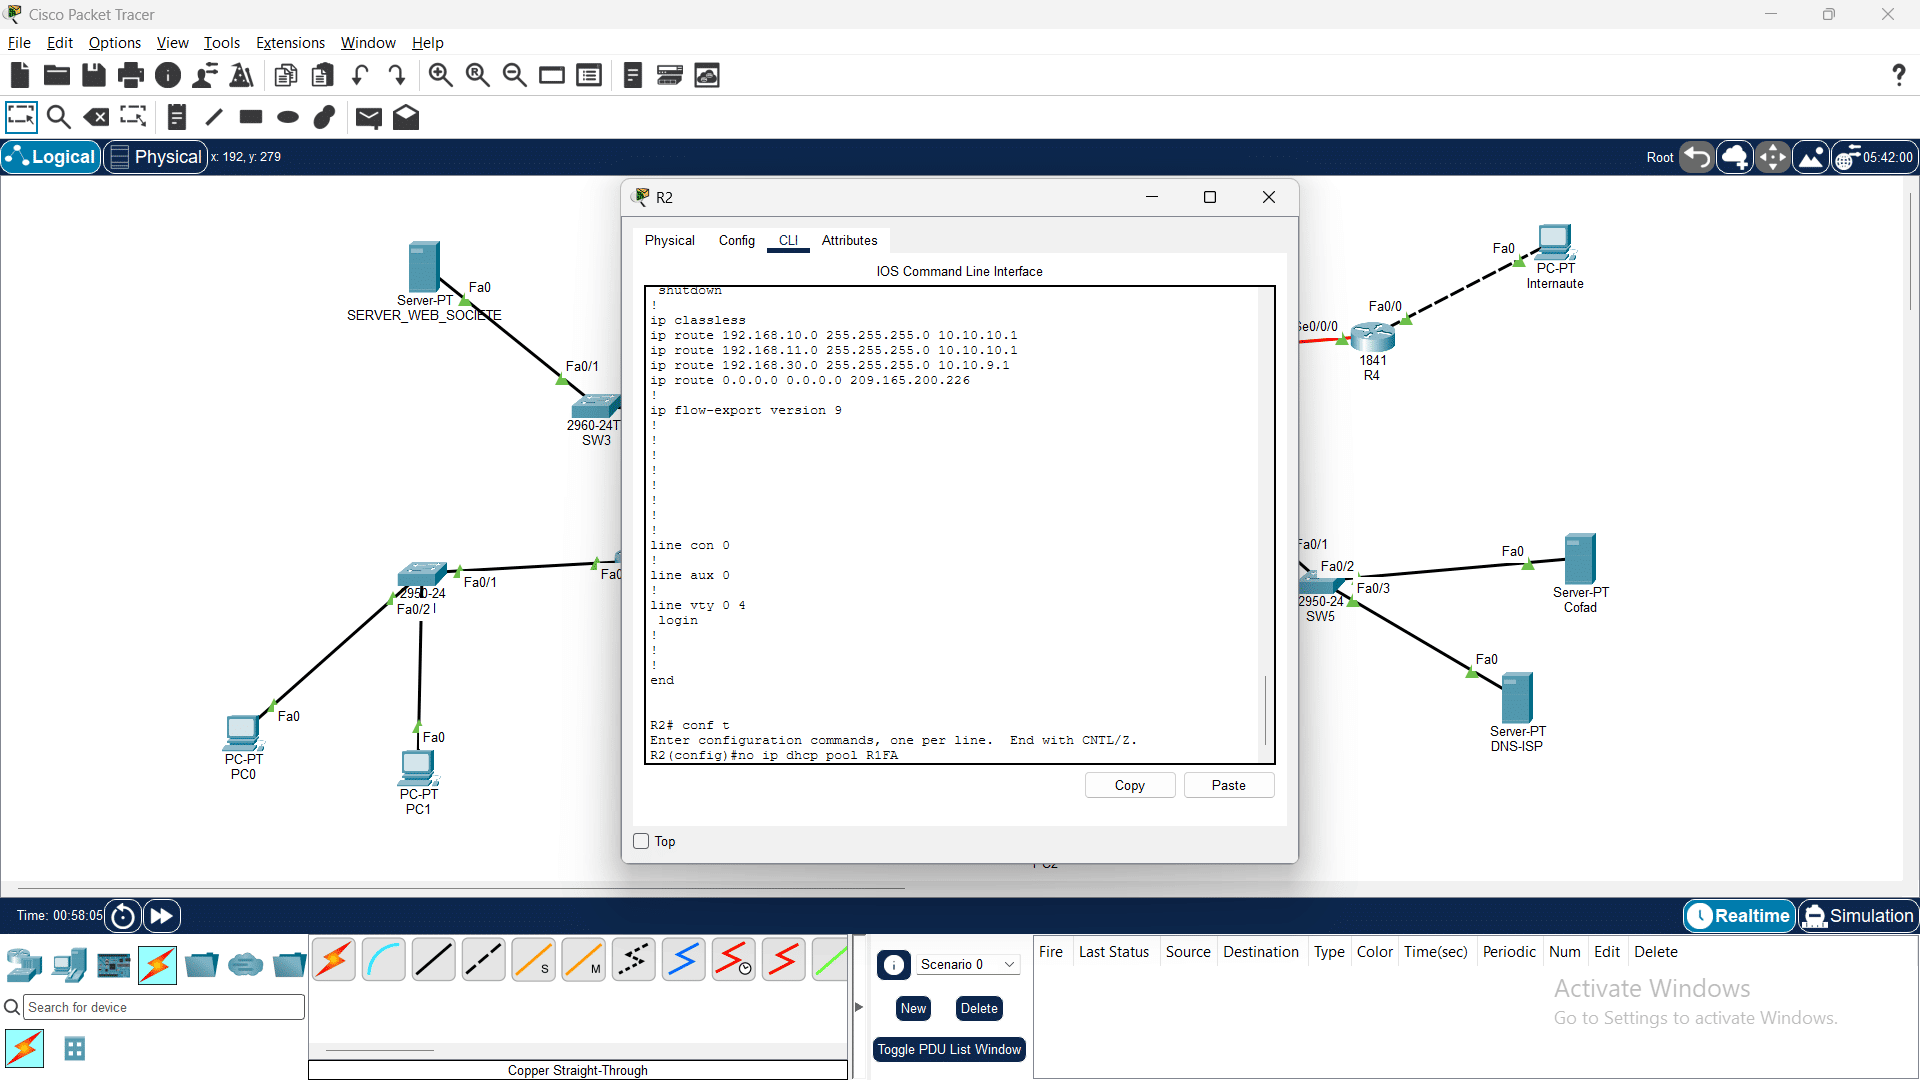 Cisco Packet Tracer
File Edit Options View Tools Extensions Window Help
Logical Physical x: 192, y: 279
Root 05:42:00
Fa0
Server-PT
SERVER_WEB_SOCIETE
Fa0/1
2960-24T
SW3
2950-24
Fa0/1
Fa0/2
Fa0
PC-PT
PC0
Fa0
PC-PT
PC1
R2
Physical Config CLI Attributes
IOS Command Line Interface
shutdown
!
ip classless
ip route 192.168.10.0 255.255.255.0 10.10.10.1
ip route 192.168.11.0 255.255.255.0 10.10.10.1
ip route 192.168.30.0 255.255.255.0 10.10.9.1
ip route 0.0.0.0 0.0.0.0 209.165.200.226
!
ip flow-export version 9
!
!
!
!
!
!
!
!
line con 0
!
line aux 0
!
line vty 0 4
login
!
!
!
end
R2# conf t
Enter configuration commands, one per line. End with CNTL/Z.
R2(config)#no ip dhcp pool R1FA
Copy Paste
Top
Fa0
PC-PT
Internaute
Fa0/0
Se0/0/0
1841
R4
Fa0/1
Fa0/2
Fa0/3
2950-24
SW5
Fa0
Server-PT
Cofad
Fa0
Server-PT
DNS-ISP
Time: 00:58:05
Realtime Simulation
Search for device
S
M
Copper Straight-Through
Scenario 0
New Delete
Toggle PDU List Window
Fire Last Status Source Destination Type Color Time(sec) Periodic Num Edit Delete
Activate Windows
Go to Settings to activate Windows.